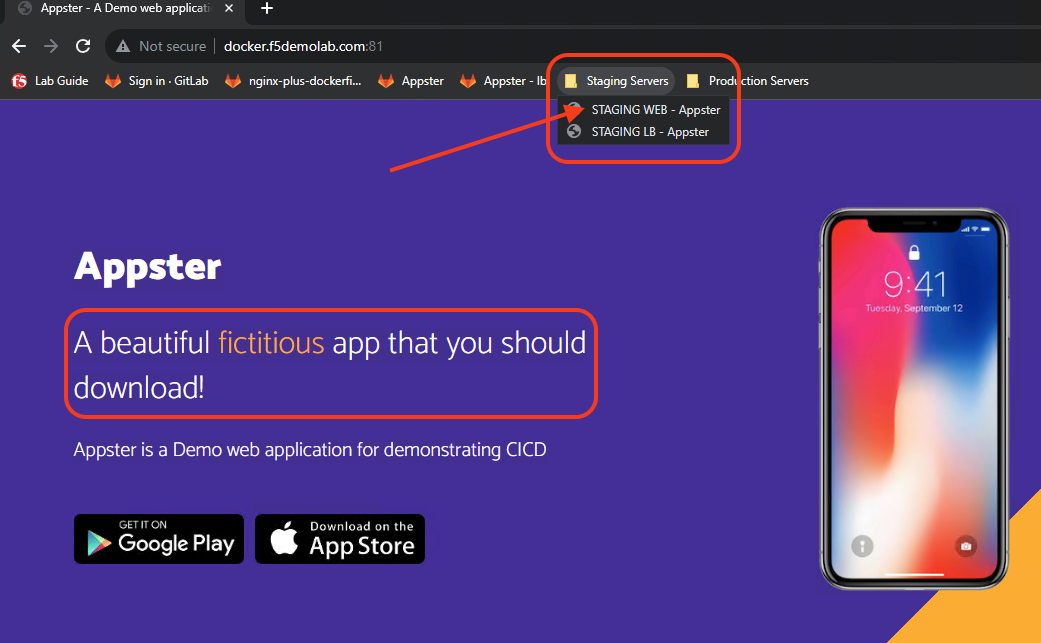 Appster - A Demo web applicati
Not secure
docker.f5demolab.com:81
Lab Guide
Sign in · GitLab
nginx-plus-dockerfi...
Appster
Appster - lb
Staging Servers
Production Servers
STAGING WEB - Appster
STAGING LB - Appster
Appster
A beautiful fictitious app that you should
download!
Appster is a Demo web application for demonstrating CICD
GET IT ON
Google Play
Download on the
App Store
9:41
Tuesday, September 12